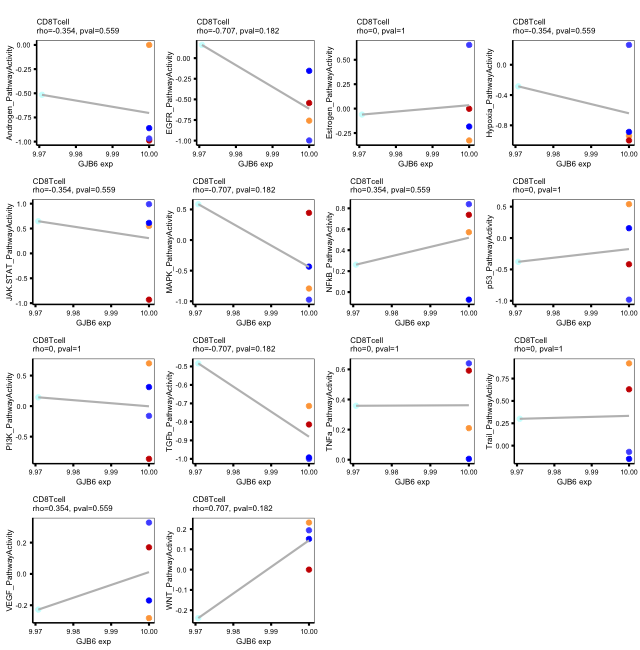 CD8Tcell
rho=-0.354, pval=0.559
Androgen_PathwayActivity
0.00
-0.25
-0.50
-0.75
-1.00
9.97
9.98
9.99
10.00
GJB6 exp
CD8Tcell
rho=-0.707, pval=0.182
EGFR_PathwayActivity
0.00
-0.25
-0.50
-0.75
-1.00
9.97
9.98
9.99
10.00
GJB6 exp
CD8Tcell
rho=0, pval=1
Estrogen_PathwayActivity
0.50
0.25
0.00
-0.25
9.97
9.98
9.99
10.00
GJB6 exp
CD8Tcell
rho=-0.354, pval=0.559
Hypoxia_PathwayActivity
0.0
-0.4
-0.8
9.97
9.98
9.99
10.00
GJB6 exp
CD8Tcell
rho=-0.354, pval=0.559
JAK-STAT_PathwayActivity
1.0
0.5
0.0
-0.5
-1.0
9.97
9.98
9.99
10.00
GJB6 exp
CD8Tcell
rho=-0.707, pval=0.182
MAPK_PathwayActivity
0.5
0.0
-0.5
-1.0
9.97
9.98
9.99
10.00
GJB6 exp
CD8Tcell
rho=0.354, pval=0.559
NFkB_PathwayActivity
0.8
0.6
0.4
0.2
0.0
9.97
9.98
9.99
10.00
GJB6 exp
CD8Tcell
rho=0, pval=1
p53_PathwayActivity
0.5
0.0
-0.5
-1.0
9.97
9.98
9.99
10.00
GJB6 exp
CD8Tcell
rho=0, pval=1
PI3K_PathwayActivity
0.5
0.0
-0.5
9.97
9.98
9.99
10.00
GJB6 exp
CD8Tcell
rho=-0.707, pval=0.182
TGFb_PathwayActivity
-0.5
-0.6
-0.7
-0.8
-0.9
-1.0
9.97
9.98
9.99
10.00
GJB6 exp
CD8Tcell
rho=0, pval=1
TNFa_PathwayActivity
0.6
0.4
0.2
0.0
9.97
9.98
9.99
10.00
GJB6 exp
CD8Tcell
rho=0, pval=1
Trail_PathwayActivity
0.75
0.50
0.25
0.00
9.97
9.98
9.99
10.00
GJB6 exp
CD8Tcell
rho=0.354, pval=0.559
VEGF_PathwayActivity
0.2
0.0
-0.2
9.97
9.98
9.99
10.00
GJB6 exp
CD8Tcell
rho=0.707, pval=0.182
WNT_PathwayActivity
0.2
0.1
0.0
-0.1
-0.2
9.97
9.98
9.99
10.00
GJB6 exp